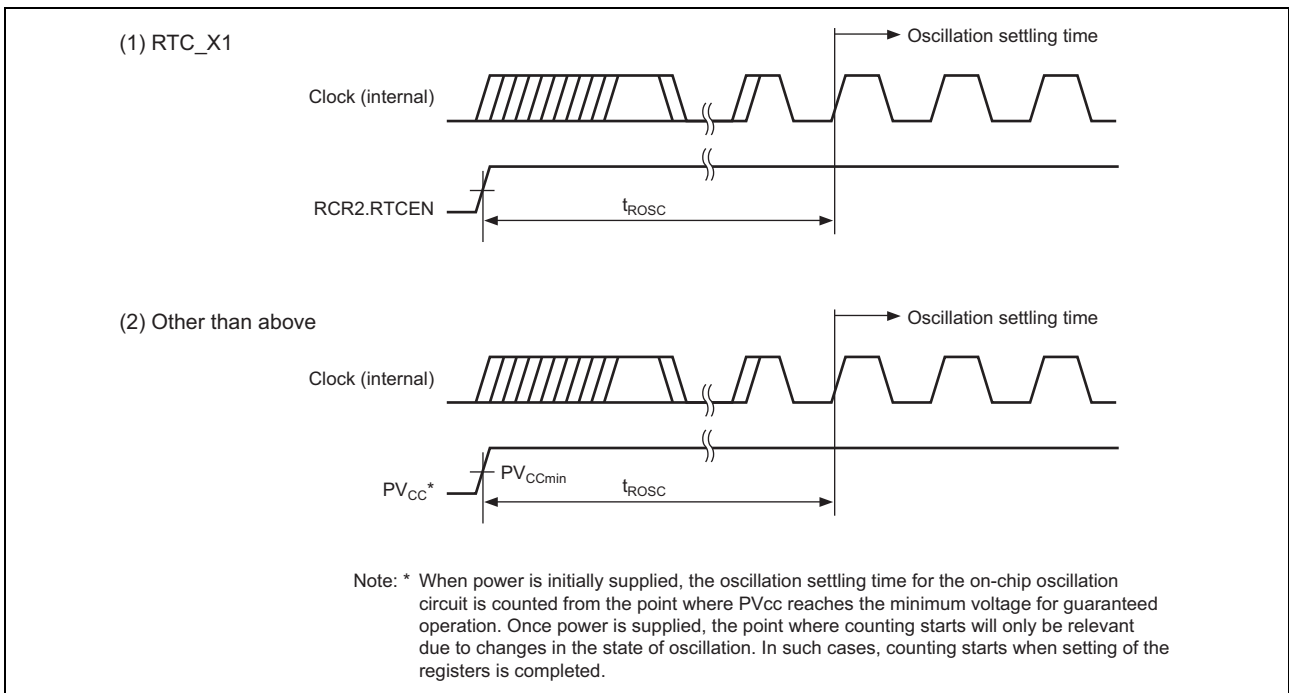 (1) RTC_X1
Oscillation settling time
Clock (internal)
RCR2.RTCEN
tROSC
(2) Other than above
Oscillation settling time
Clock (internal)
PVCCmin
PVCC*
tROSC
Note: * When power is initially supplied, the oscillation settling time for the on-chip oscillation
circuit is counted from the point where PVcc reaches the minimum voltage for guaranteed
operation. Once power is supplied, the point where counting starts will only be relevant
due to changes in the state of oscillation. In such cases, counting starts when setting of the
registers is completed.